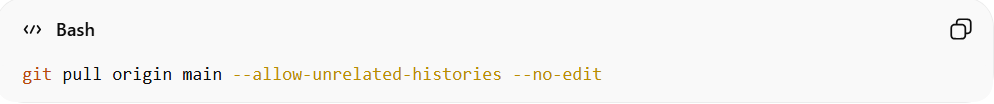 Bash
git pull origin main --allow-unrelated-histories --no-edit